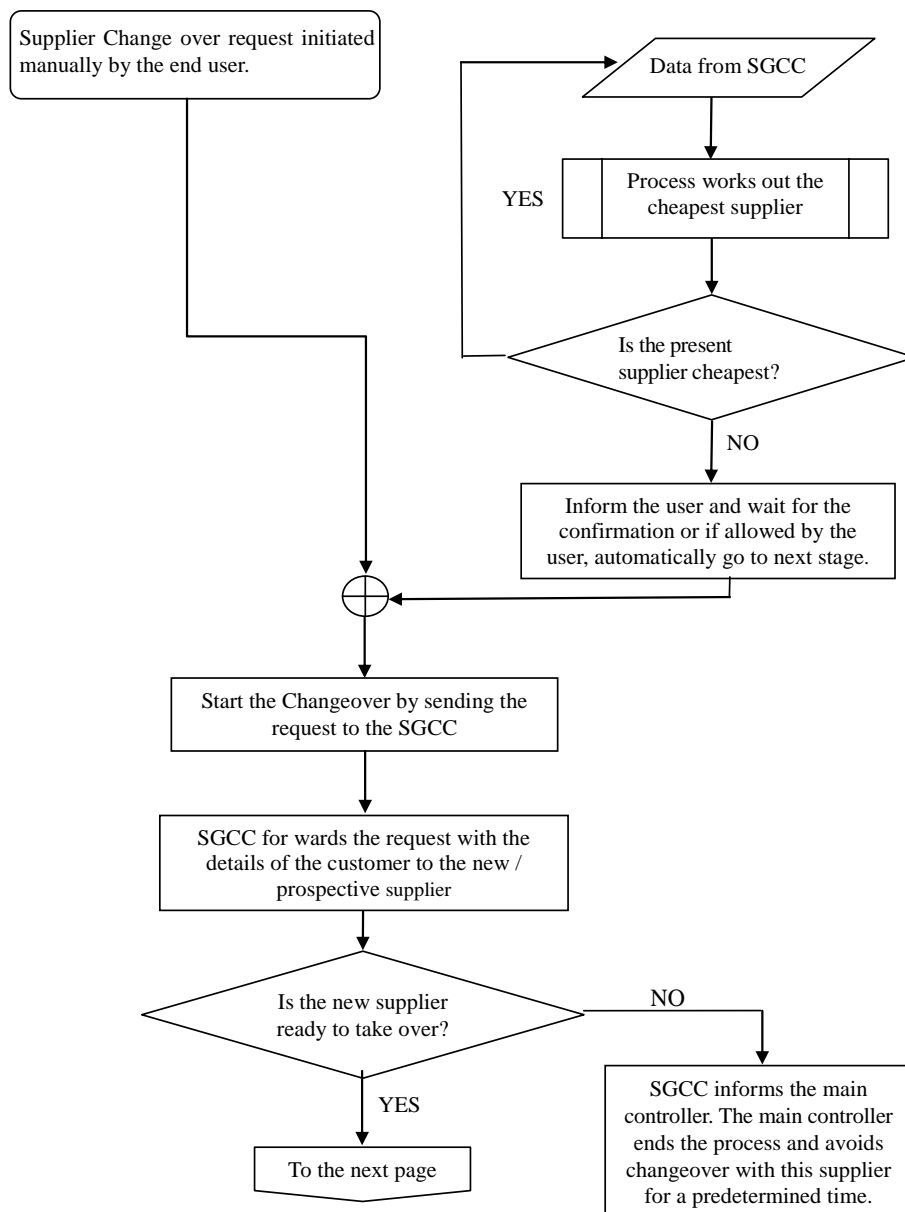 Supplier Change over request initiated
manually by the end user.
Data from SGCC
YES
Process works out the
cheapest supplier
Is the present
supplier cheapest?
NO
Inform the user and wait for the
confirmation or if allowed by the
user, automatically go to next stage.
Start the Changeover by sending the
request to the SGCC
SGCC for wards the request with the
details of the customer to the new /
prospective supplier
Is the new supplier
ready to take over?
NO
YES
SGCC informs the main
controller. The main controller
ends the process and avoids
changeover with this supplier
for a predetermined time.
To the next page